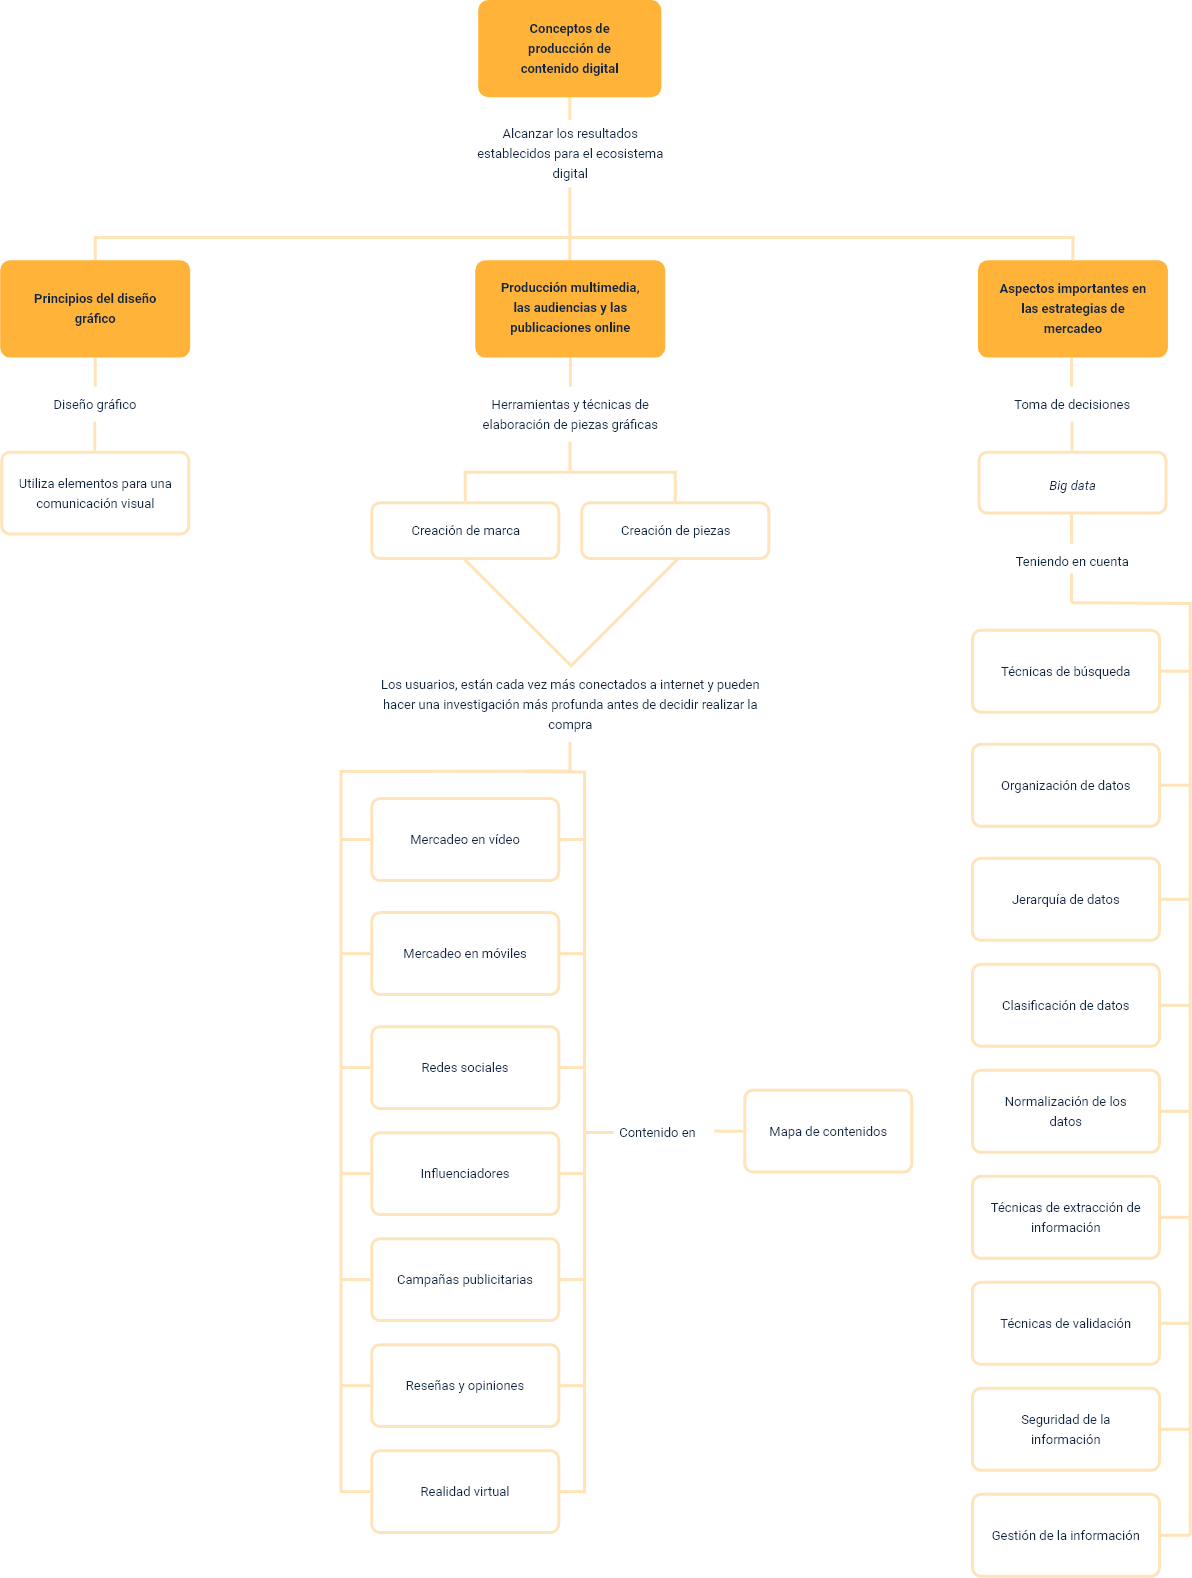 Conceptos de
producción de
contenido digital
Alcanzar los resultados
establecidos para el ecosistema
digital
Principios del diseño
gráfico
Diseño gráfico
Utiliza elementos para una
comunicación visual
Producción multimedia,
las audiencias y las
publicaciones online
Herramientas y técnicas de
elaboración de piezas gráficas
Creación de marca
Creación de piezas
Los usuarios, están cada vez más conectados a internet y pueden
hacer una investigación más profunda antes de decidir realizar la
compra
Mercadeo en vídeo
Mercadeo en móviles
Redes sociales
Influenciadores
Campañas publicitarias
Reseñas y opiniones
Realidad virtual
Contenido en
Mapa de contenidos
Aspectos importantes en
las estrategias de
mercadeo
Toma de decisiones
Big data
Teniendo en cuenta
Técnicas de búsqueda
Organización de datos
Jerarquía de datos
Clasificación de datos
Normalización de los
datos
Técnicas de extracción de
información
Técnicas de validación
Seguridad de la
información
Gestión de la información